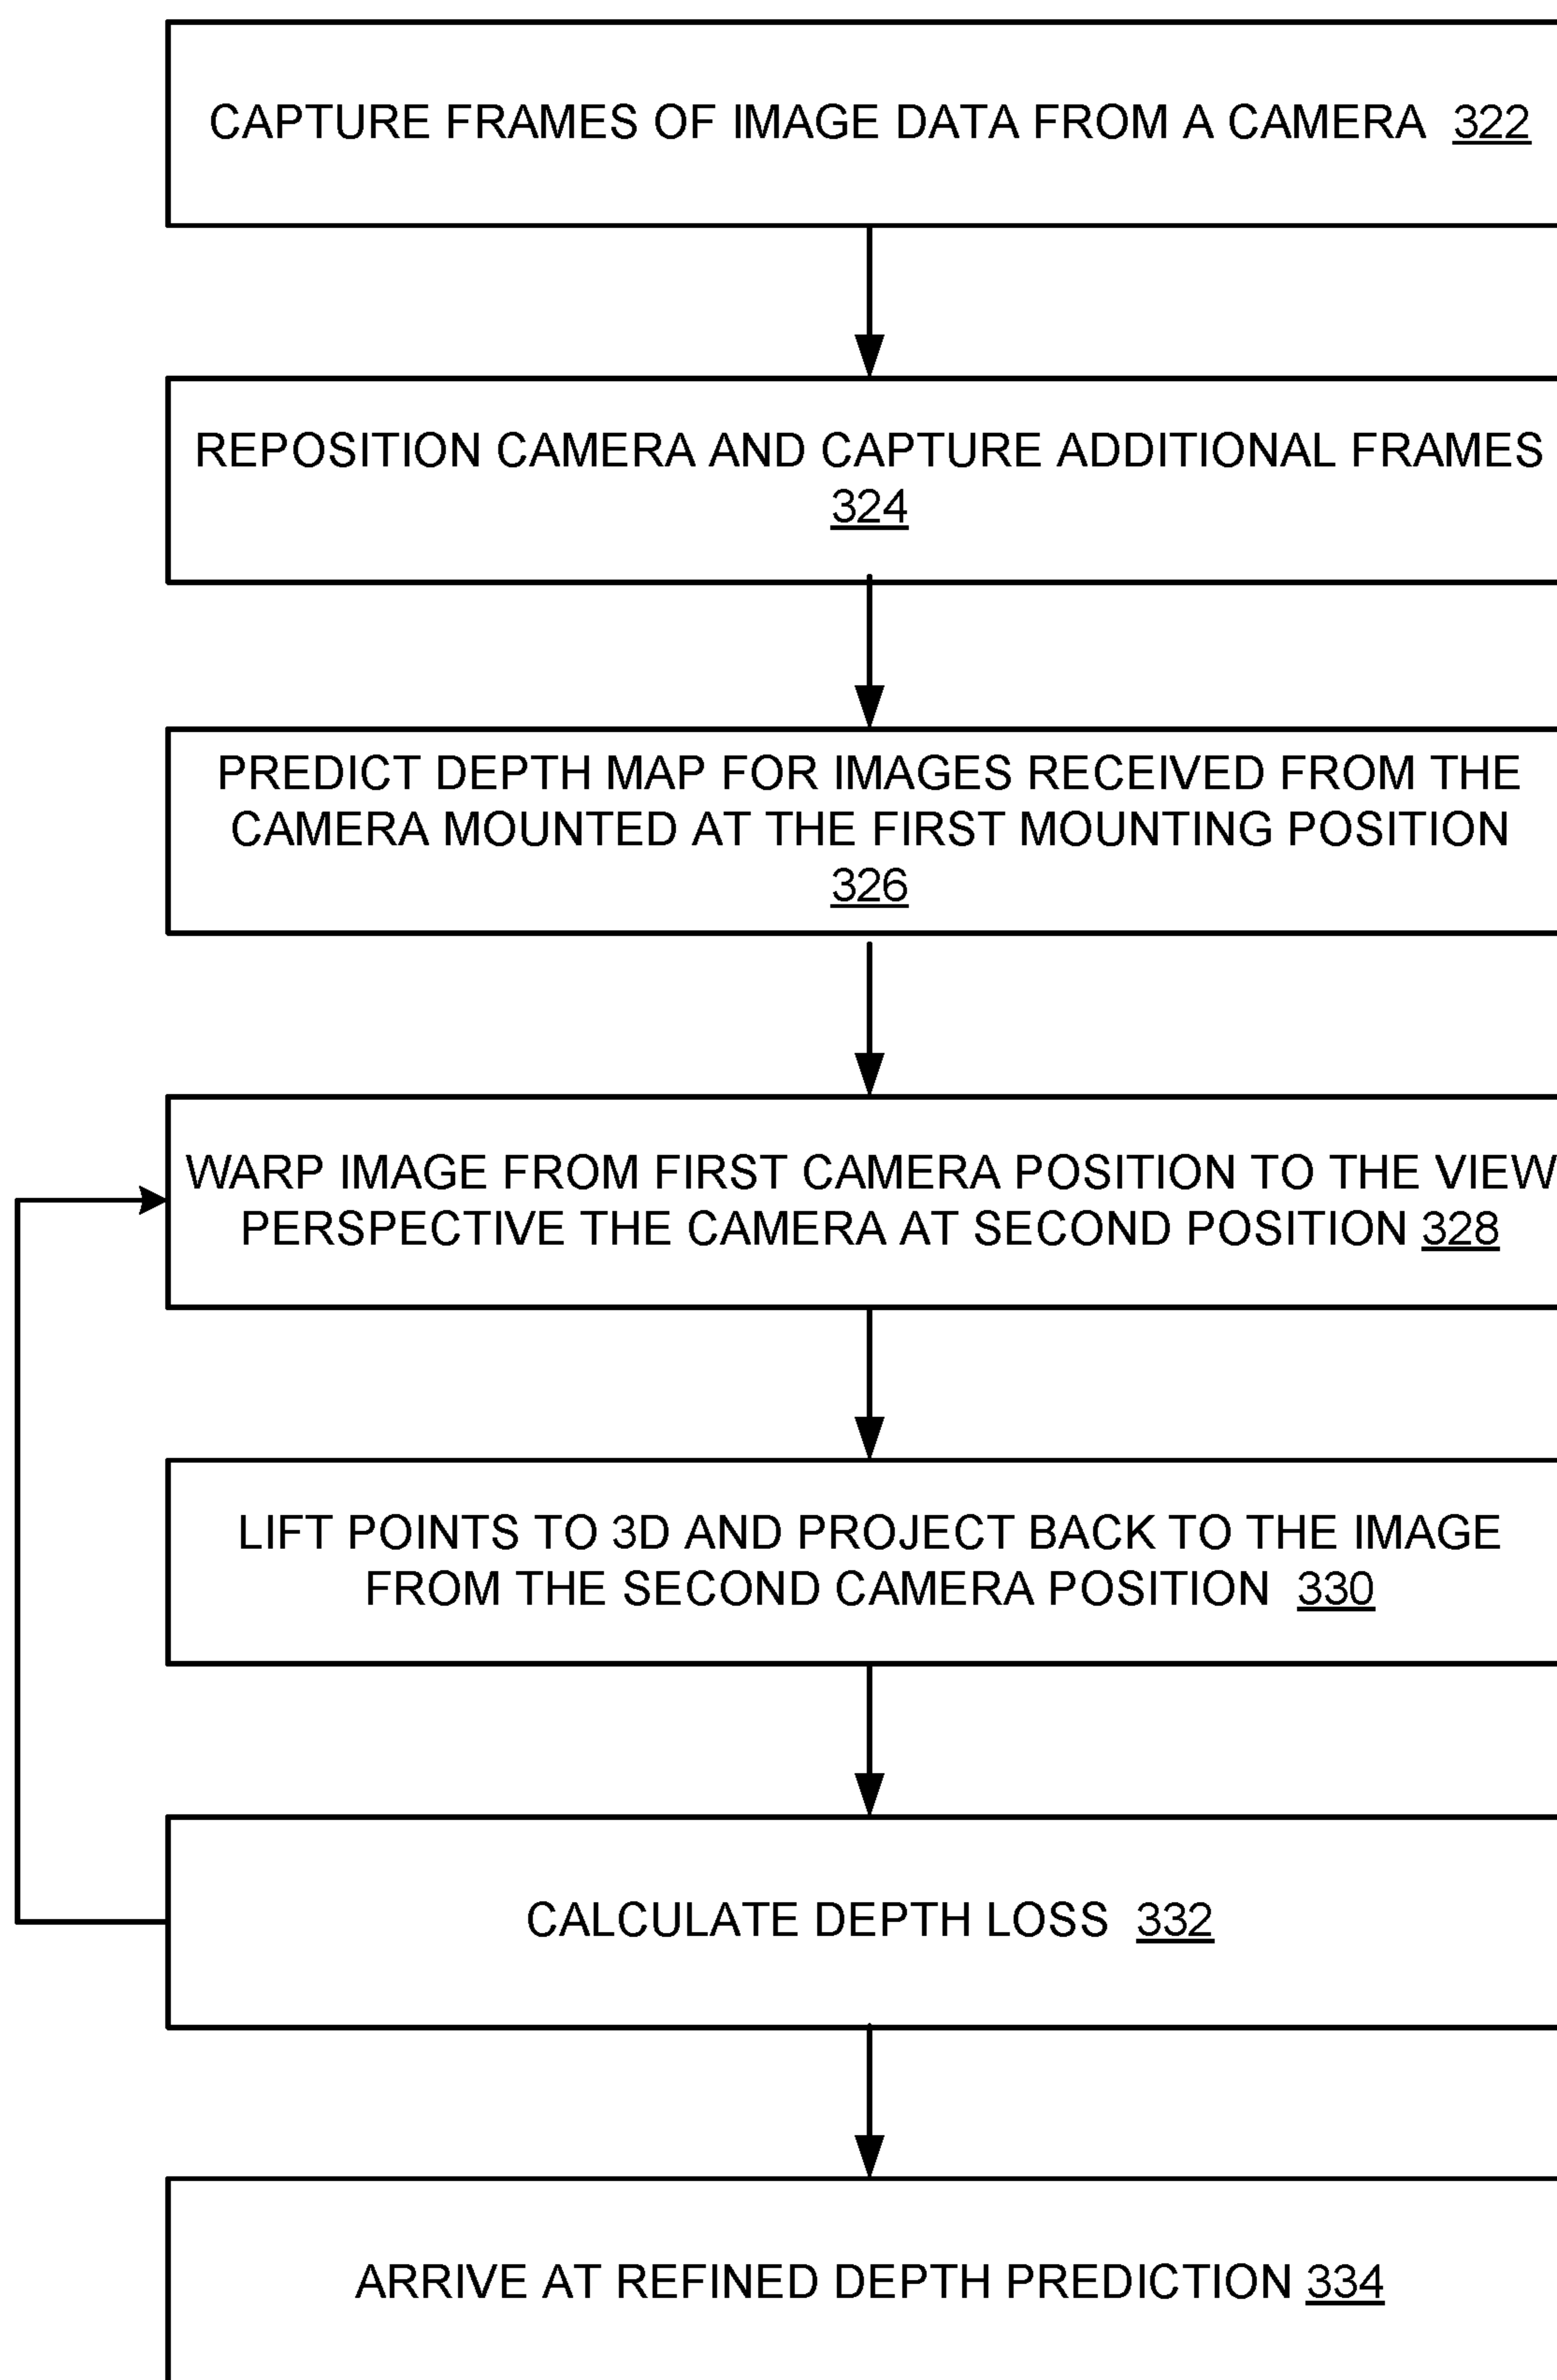 CAPTURE FRAMES OF IMAGE DATA FROM A CAMERA 322
REPOSITION CAMERA AND CAPTURE ADDITIONAL FRAMES
324
PREDICT DEPTH MAP FOR IMAGES RECEIVED FROM THE
CAMERA MOUNTED AT THE FIRST MOUNTING POSITION
326
WARP IMAGE FROM FIRST CAMERA POSITION TO THE VIEW
PERSPECTIVE THE CAMERA AT SECOND POSITION 328
LIFT POINTS TO 3D AND PROJECT BACK TO THE IMAGE
FROM THE SECOND CAMERA POSITION 330
CALCULATE DEPTH LOSS 332
ARRIVE AT REFINED DEPTH PREDICTION 334